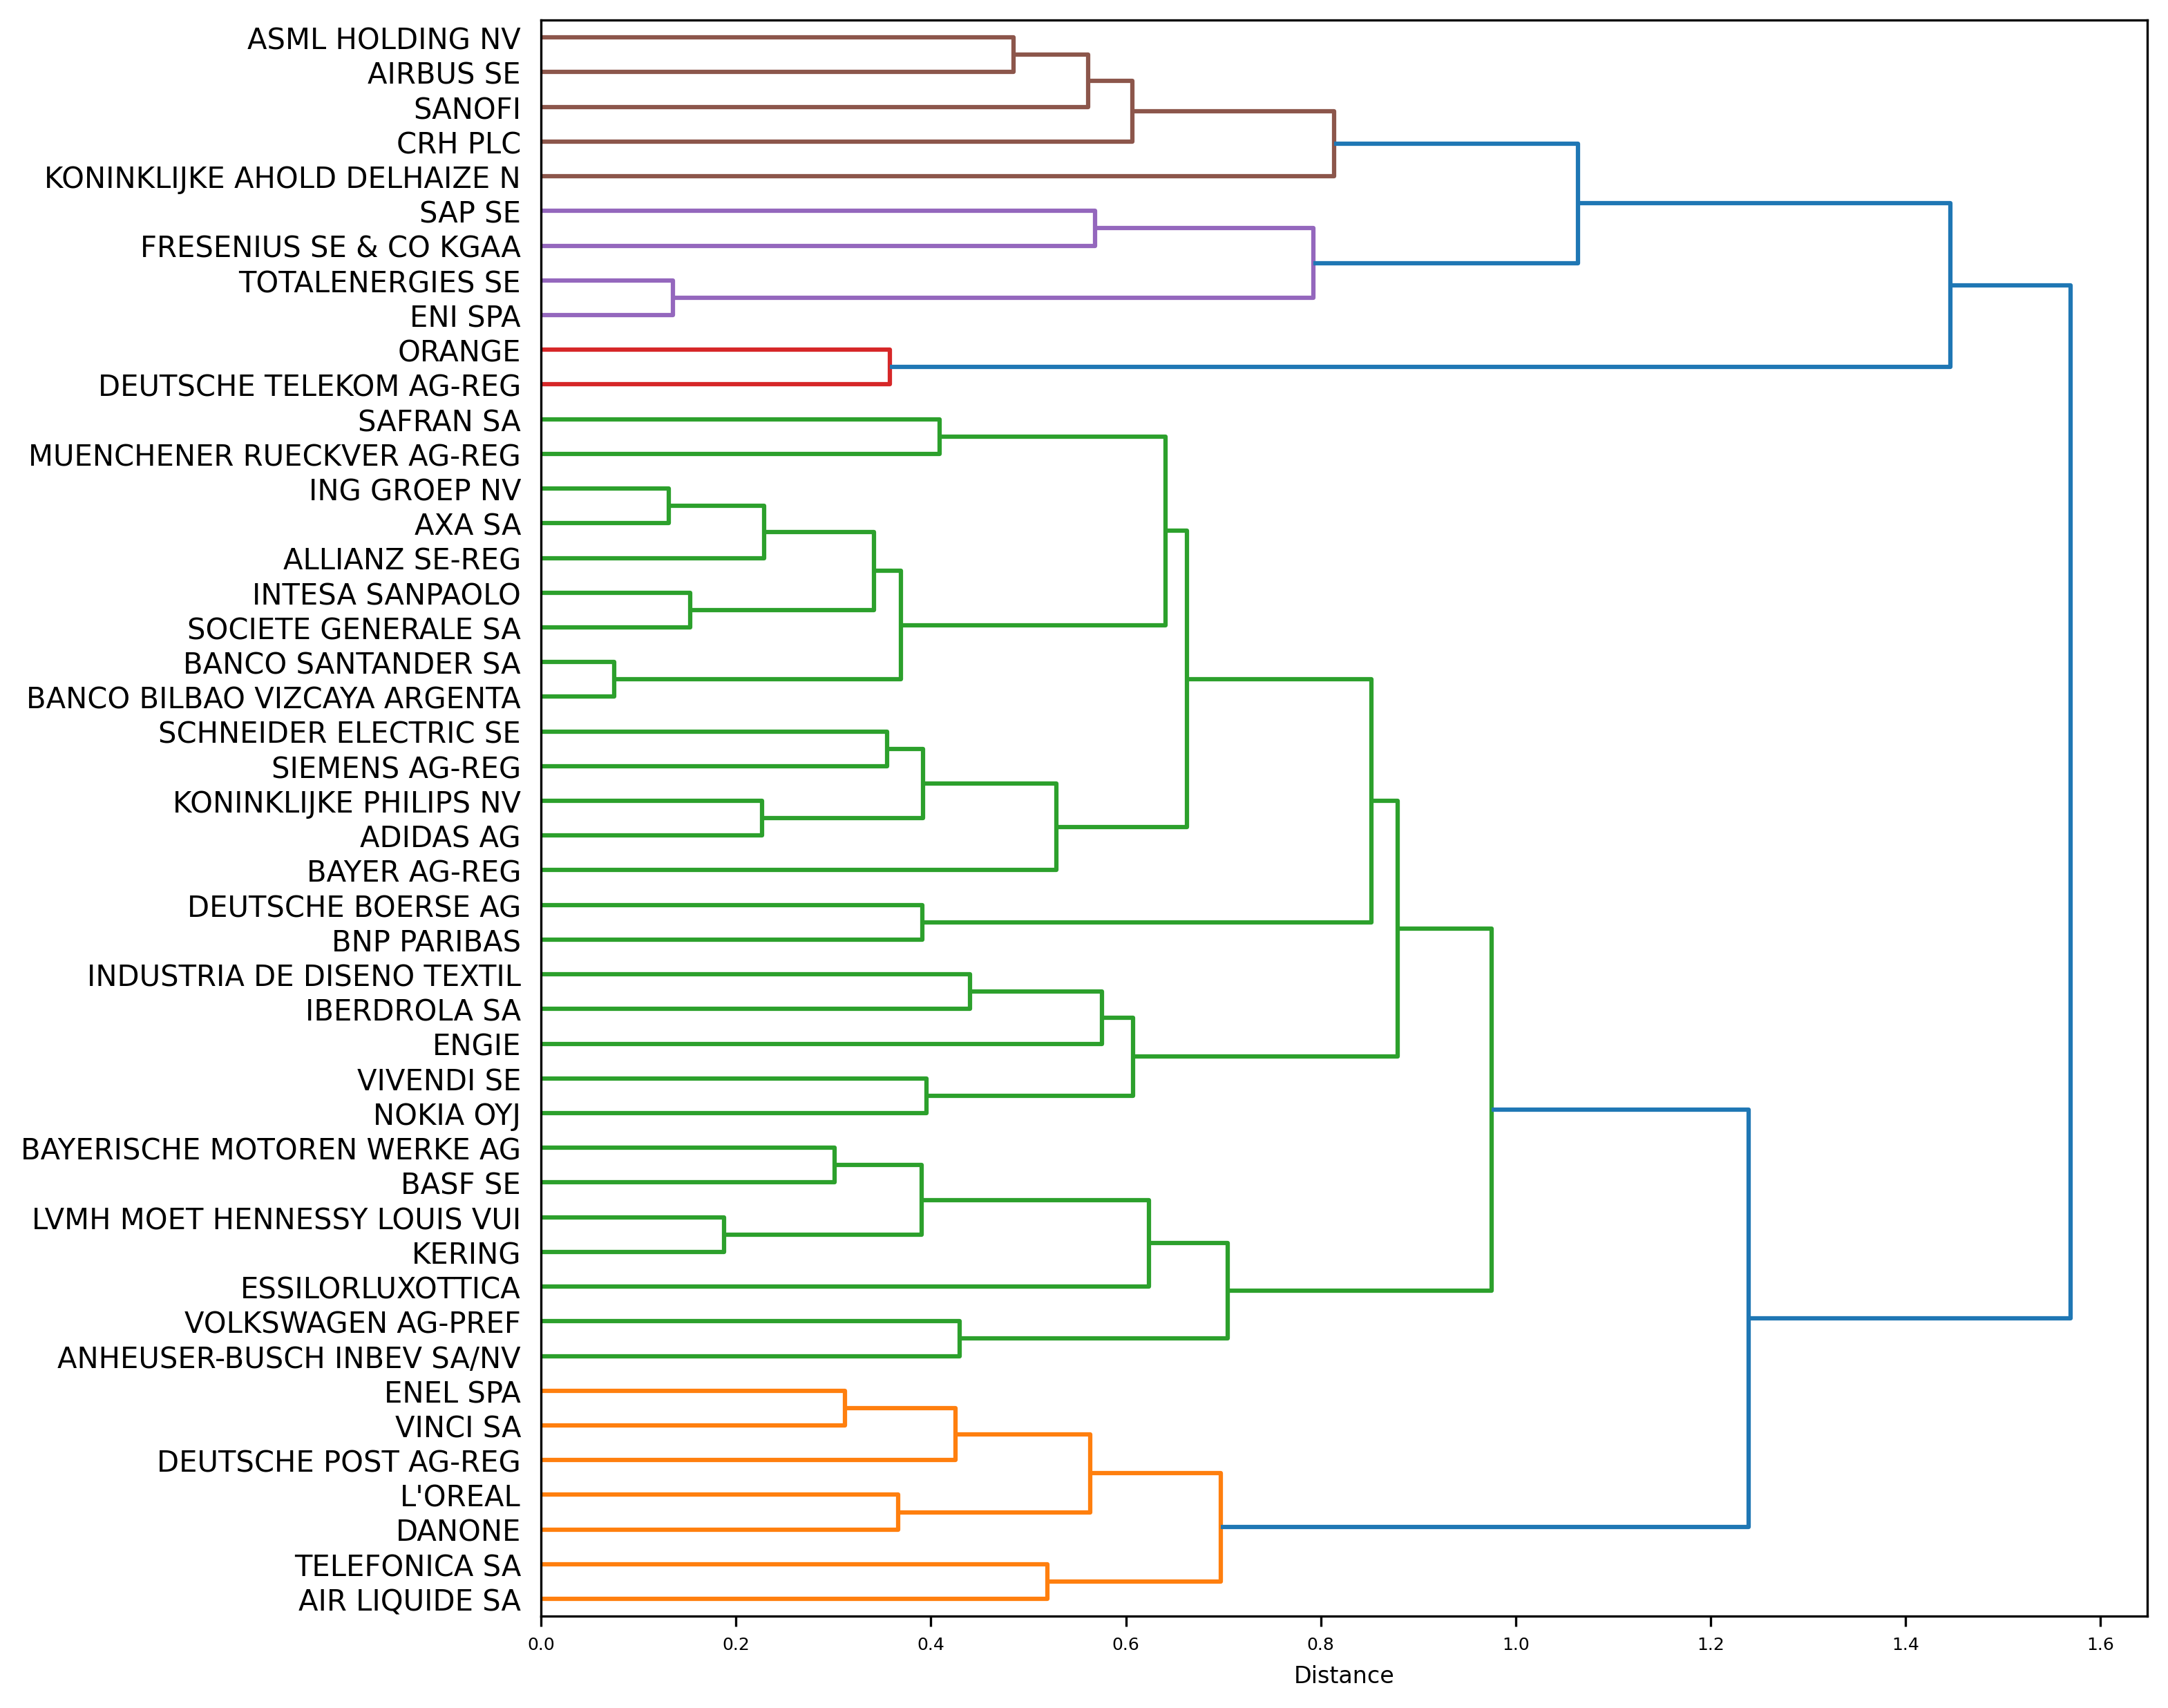 ASML HOLDING NV
AIRBUS SE
SANOFI
CRH PLC
KONINKLIJKE AHOLD DELHAIZE N
SAP SE
FRESENIUS SE & CO KGAA
TOTALENERGIES SE
ENI SPA
ORANGE
DEUTSCHE TELEKOM AG-REG
SAFRAN SA
MUENCHENER RUECKVER AG-REG
ING GROEP NV
AXA SA
ALLIANZ SE-REG
INTESA SANPAOLO
SOCIETE GENERALE SA
BANCO SANTANDER SA
BANCO BILBAO VIZCAYA ARGENTA
SCHNEIDER ELECTRIC SE
SIEMENS AG-REG
KONINKLIJKE PHILIPS NV
ADIDAS AG
BAYER AG-REG
DEUTSCHE BOERSE AG
BNP PARIBAS
INDUSTRIA DE DISENO TEXTIL
IBERDROLA SA
ENGIE
VIVENDI SE
NOKIA OYJ
BAYERISCHE MOTOREN WERKE AG
BASF SE
LVMH MOET HENNESSY LOUIS VUI
KERING
ESSILORLUXOTTICA
VOLKSWAGEN AG-PREF
ANHEUSER-BUSCH INBEV SA/NV
ENEL SPA
VINCI SA
DEUTSCHE POST AG-REG
L'OREAL
DANONE
TELEFONICA SA
AIR LIQUIDE SA
0.0 0.2 0.4 0.6 0.8 1.0 1.2 1.4 1.6
Distance